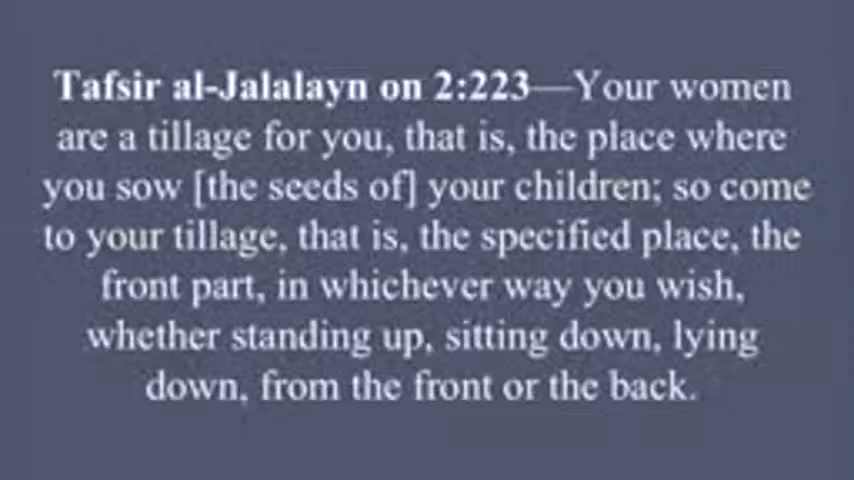 Tafsir al-Jalalayn on 2:223—Your women
are a tillage for you, that is, the place where
you sow [the seeds of] your children; so come
to your tillage, that is, the specified place, the
front part, in whichever way you wish,
whether standing up, sitting down, lying
down, from the front or the back.